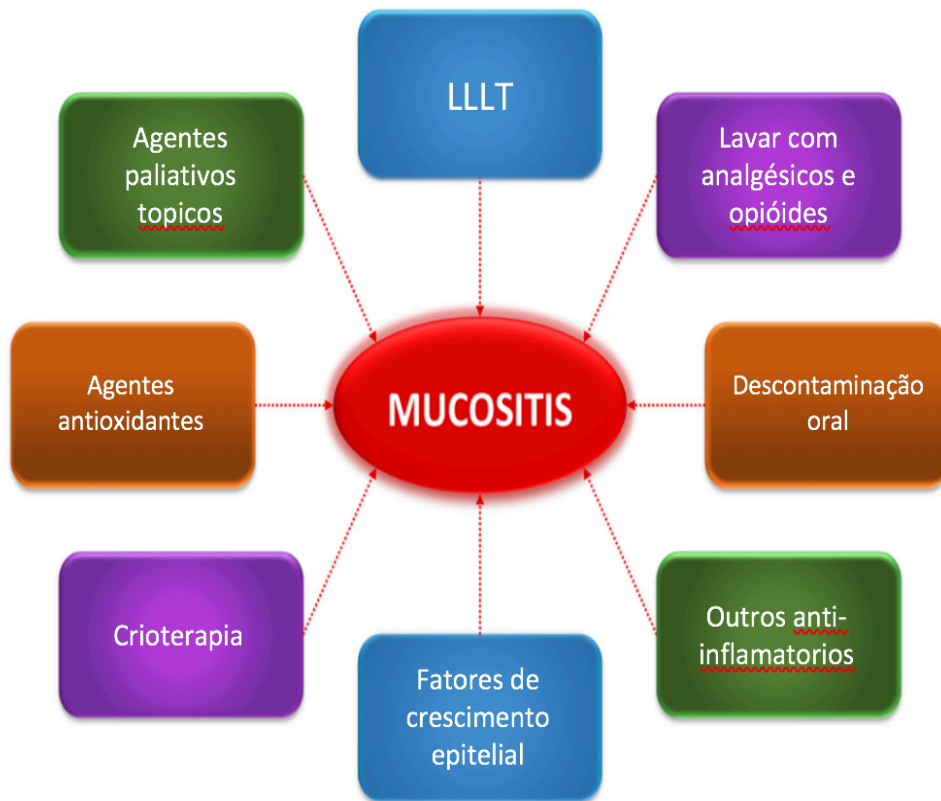 LLLT
Agentes
paliativos
topicos
Lavar com
analgésicos e
opióides
Agentes
antioxidantes
MUCOSITIS
Descontaminação
oral
Crioterapia
Fatores de
crescimento
epitelial
Outros anti-
inflamatorios